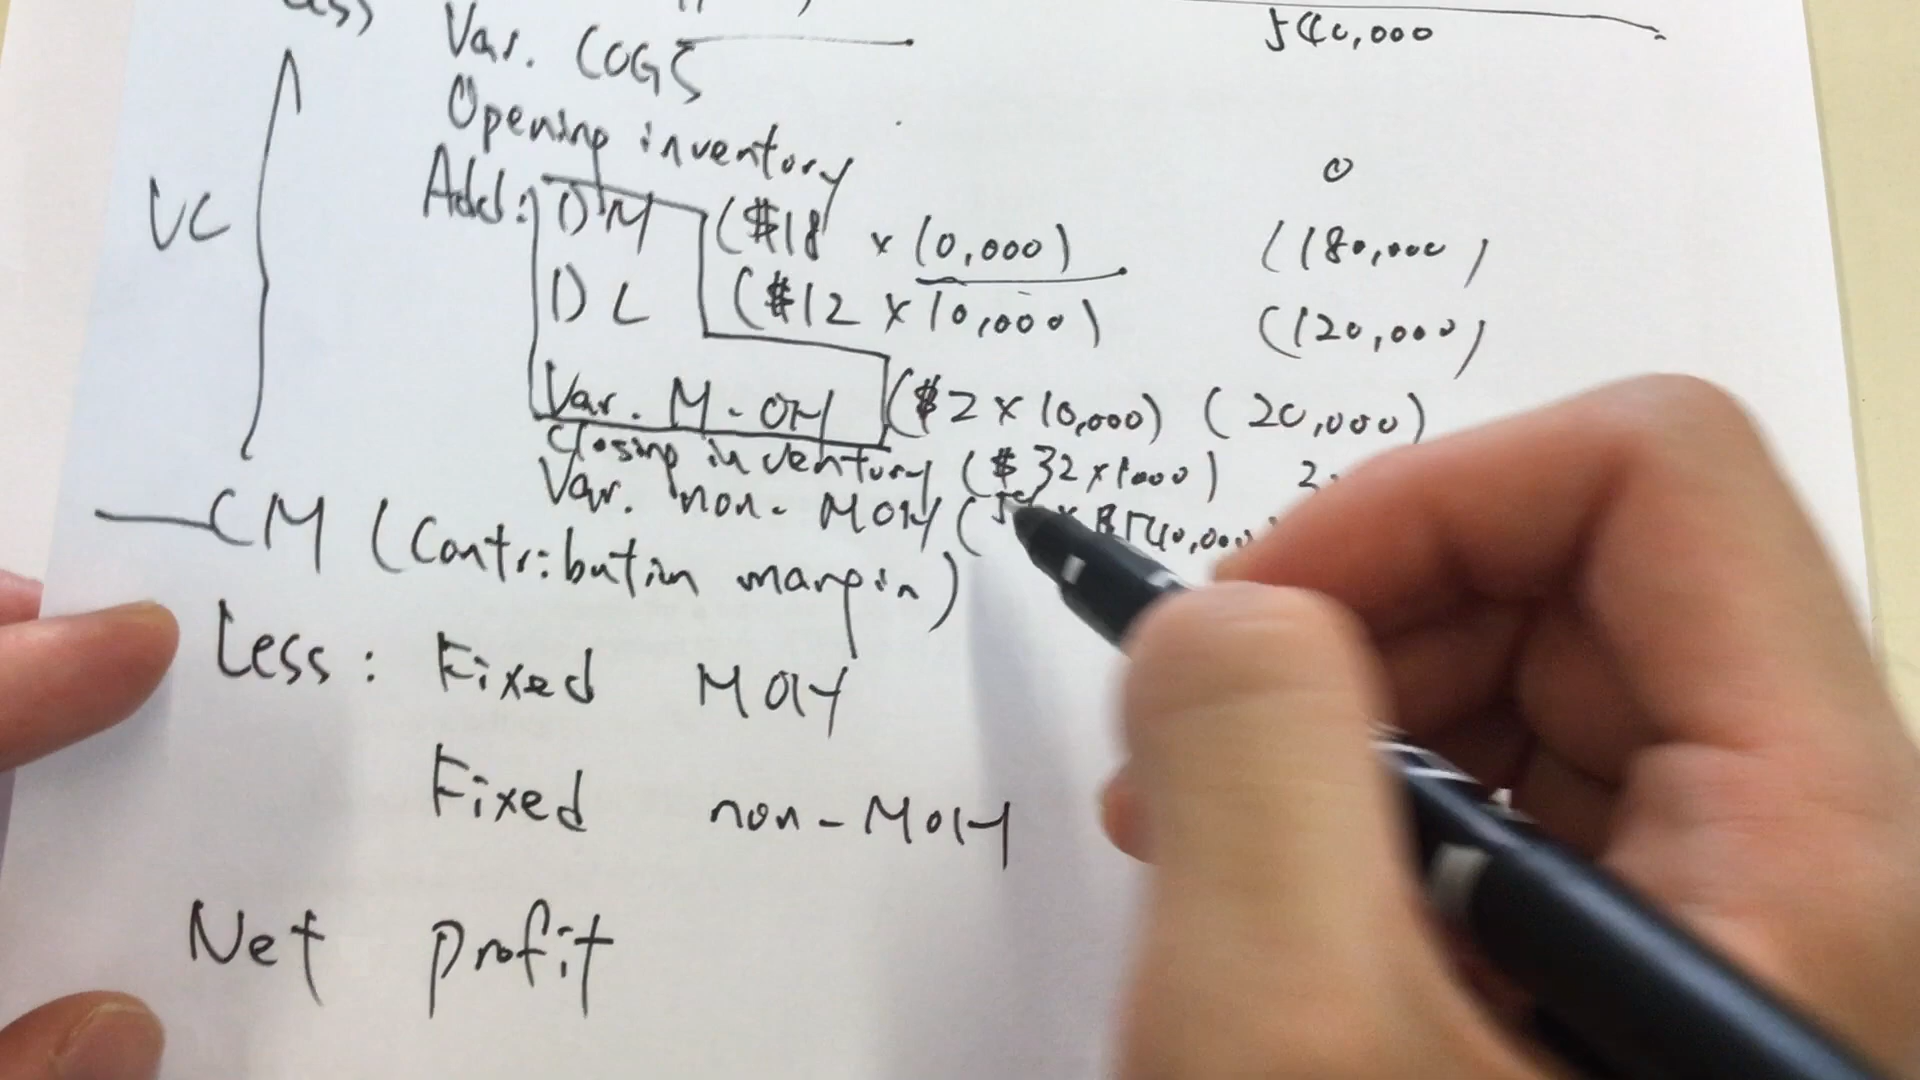 540,000
Var. COGS
Opening inventory 0
Add: DM ($18 x 10,000) (180,000)
VC
DL ($12 x 10,000) (120,000)
Var. M-OH ($2 x 10,000) (20,000)
Closing inventory ($32 x 1000)
Var. non-MOH (
CM (Contribution margin)
Less: Fixed MOH
Fixed non-MOH
Net profit